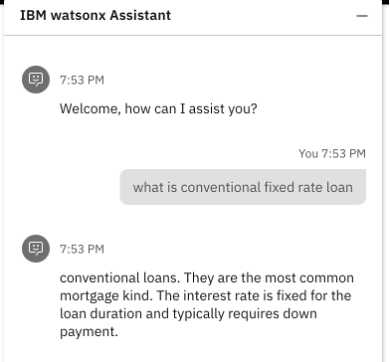 IBM watsonx Assistant
7:53 PM
Welcome, how can I assist you?
You 7:53 PM
what is conventional fixed rate loan
7:53 PM
conventional loans. They are the most common
mortgage kind. The interest rate is fixed for the
loan duration and typically requires down
payment.